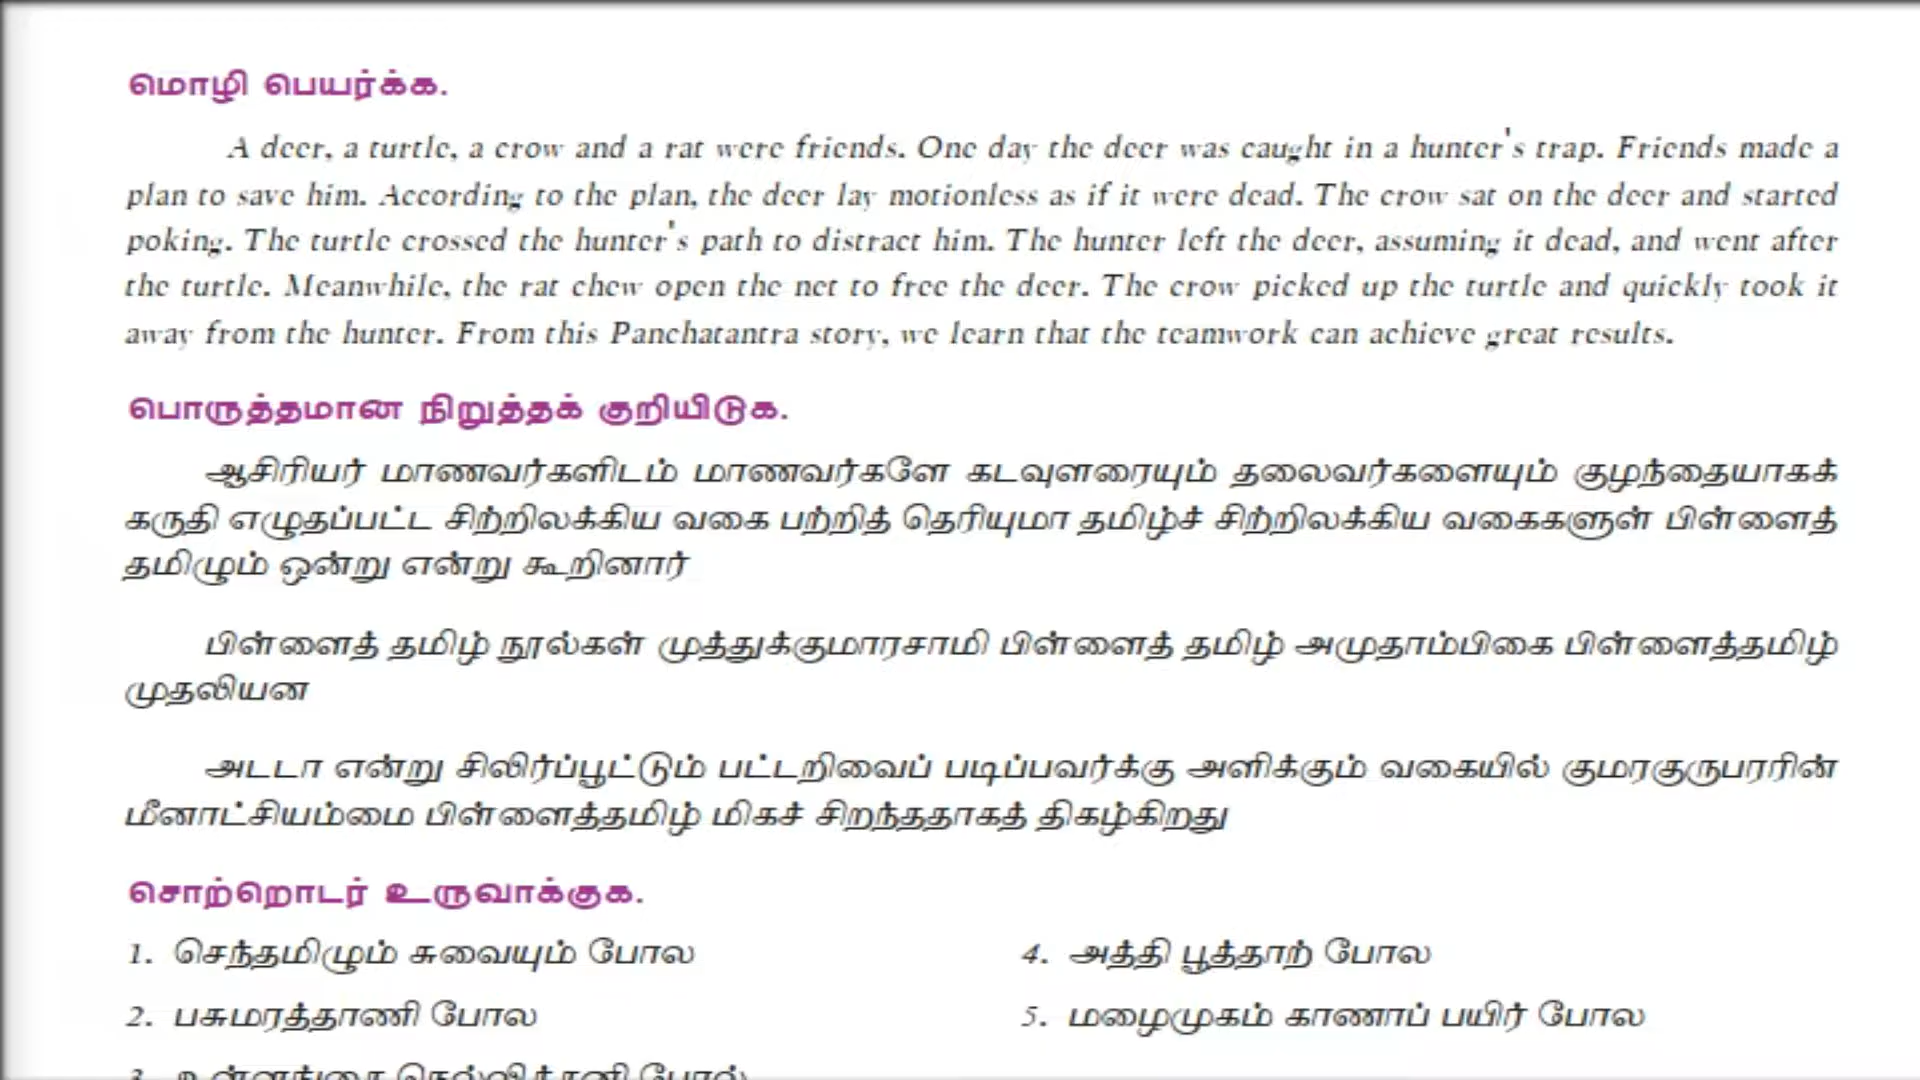 மொழி பெயர்க்க.
A deer, a turtle, a crow and a rat were friends. One day the deer was caught in a hunter's trap. Friends made a
plan to save him. According to the plan, the deer lay motionless as if it were dead. The crow sat on the deer and started
poking. The turtle crossed the hunter's path to distract him. The hunter left the deer, assuming it dead, and went after
the turtle. Meanwhile, the rat chew open the net to free the deer. The crow picked up the turtle and quickly took it
away from the hunter. From this Panchatantra story, we learn that the teamwork can achieve great results.
பொருத்தமான நிறுத்தக் குறியிடுக.
ஆசிரியர் மாணவர்களிடம் மாணவர்களே கடவுளரையும் தலைவர்களையும் குழந்தையாகக்
கருதி எழுதப்பட்ட சிற்றிலக்கிய வகை பற்றித் தெரியுமா தமிழ்ச் சிற்றிலக்கிய வகைகளுள் பிள்ளைத்
தமிழும் ஒன்று என்று கூறினார்
பிள்ளைத் தமிழ் நூல்கள் முத்துக்குமாரசாமி பிள்ளைத் தமிழ் அமுதாம்பிகை பிள்ளைத்தமிழ்
முதலியன
அடடா என்று சிலிர்ப்பூட்டும் பட்டறிவைப் படிப்பவர்க்கு அளிக்கும் வகையில் குமரகுருபரரின்
மீனாட்சியம்மை பிள்ளைத்தமிழ் மிகச் சிறந்ததாகத் திகழ்கிறது
சொற்றொடர் உருவாக்குக.
1. செந்தமிழும் சுவையும் போல
2. பசுமரத்தாணி போல
3. உள்ளங்கை நெல்லிக்கனி போல்
4. அத்தி பூத்தாற் போல
5. மழைமுகம் காணாப் பயிர் போல